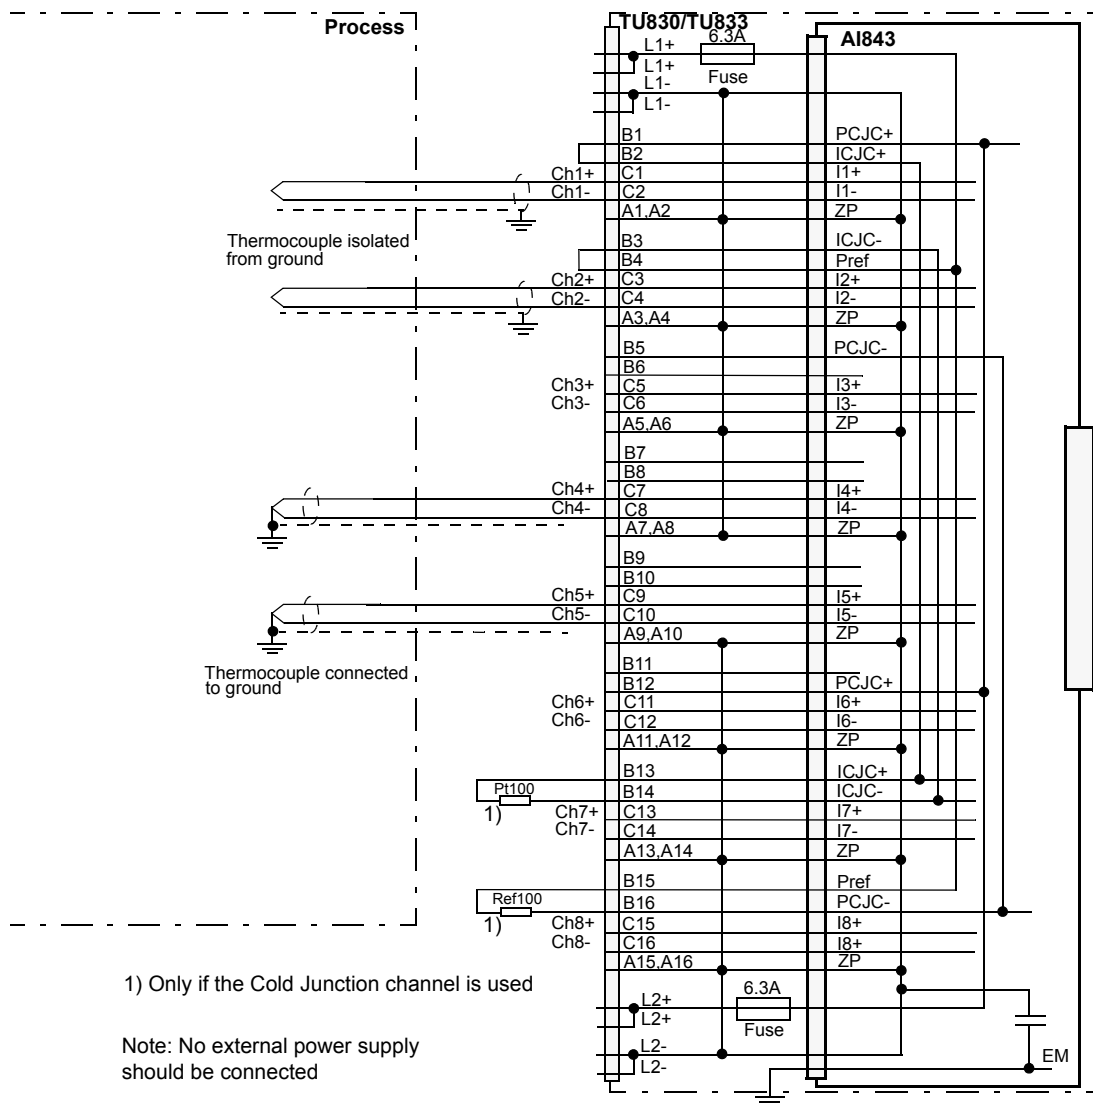 Process
TU830/TU833
AI843
L1+
6.3A
L1+
Fuse
L1-
L1-
B1
PCJC+
B2
ICJC+
Ch1+
C1
I1+
Ch1-
C2
I1-
A1,A2
ZP
Thermocouple isolated
from ground
B3
ICJC-
B4
Pref
Ch2+
C3
I2+
Ch2-
C4
I2-
A3,A4
ZP
B5
PCJC-
B6
Ch3+
C5
I3+
Ch3-
C6
I3-
A5,A6
ZP
B7
B8
Ch4+
C7
I4+
Ch4-
C8
I4-
A7,A8
ZP
B9
B10
Ch5+
C9
I5+
Ch5-
C10
I5-
A9,A10
ZP
Thermocouple connected
to ground
B11
B12
PCJC+
Ch6+
C11
I6+
Ch6-
C12
I6-
A11,A12
ZP
B13
ICJC+
Pt100
B14
ICJC-
1)
Ch7+
C13
I7+
Ch7-
C14
I7-
A13,A14
ZP
B15
Pref
Ref100
B16
PCJC-
1)
Ch8+
C15
I8+
Ch8-
C16
I8+
A15,A16
ZP
1) Only if the Cold Junction channel is used
L2+
6.3A
L2+
Fuse
Note: No external power supply
should be connected
L2-
L2-
EM